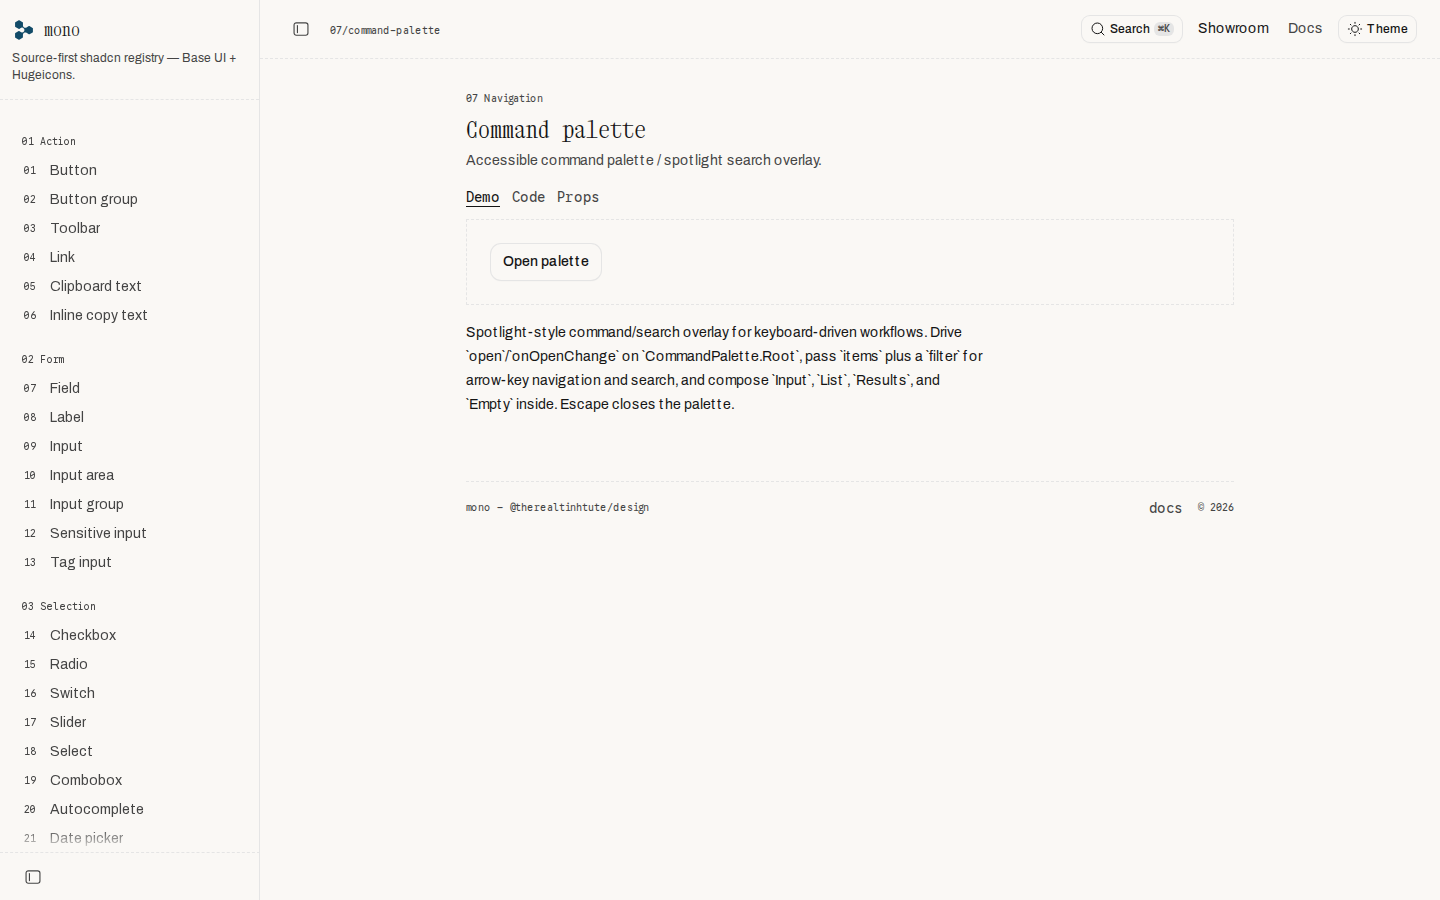 mono
Source-first shadcn registry — Base UI +
Hugeicons.
01 Action
01 Button
02 Button group
03 Toolbar
04 Link
05 Clipboard text
06 Inline copy text
02 Form
07 Field
08 Label
09 Input
10 Input area
11 Input group
12 Sensitive input
13 Tag input
03 Selection
14 Checkbox
15 Radio
16 Switch
17 Slider
18 Select
19 Combobox
20 Autocomplete
21 Date picker
07/command-palette
Search ⌘K Showroom Docs Theme
07 Navigation
Command palette
Accessible command palette / spotlight search overlay.
Demo Code Props
Open palette
Spotlight-style command/search overlay for keyboard-driven workflows. Drive
`open`/`onOpenChange` on `CommandPalette.Root`, pass `items` plus a `filter` for
arrow-key navigation and search, and compose `Input`, `List`, `Results`, and
`Empty` inside. Escape closes the palette.
mono — @therealtinhtute/design
docs © 2026